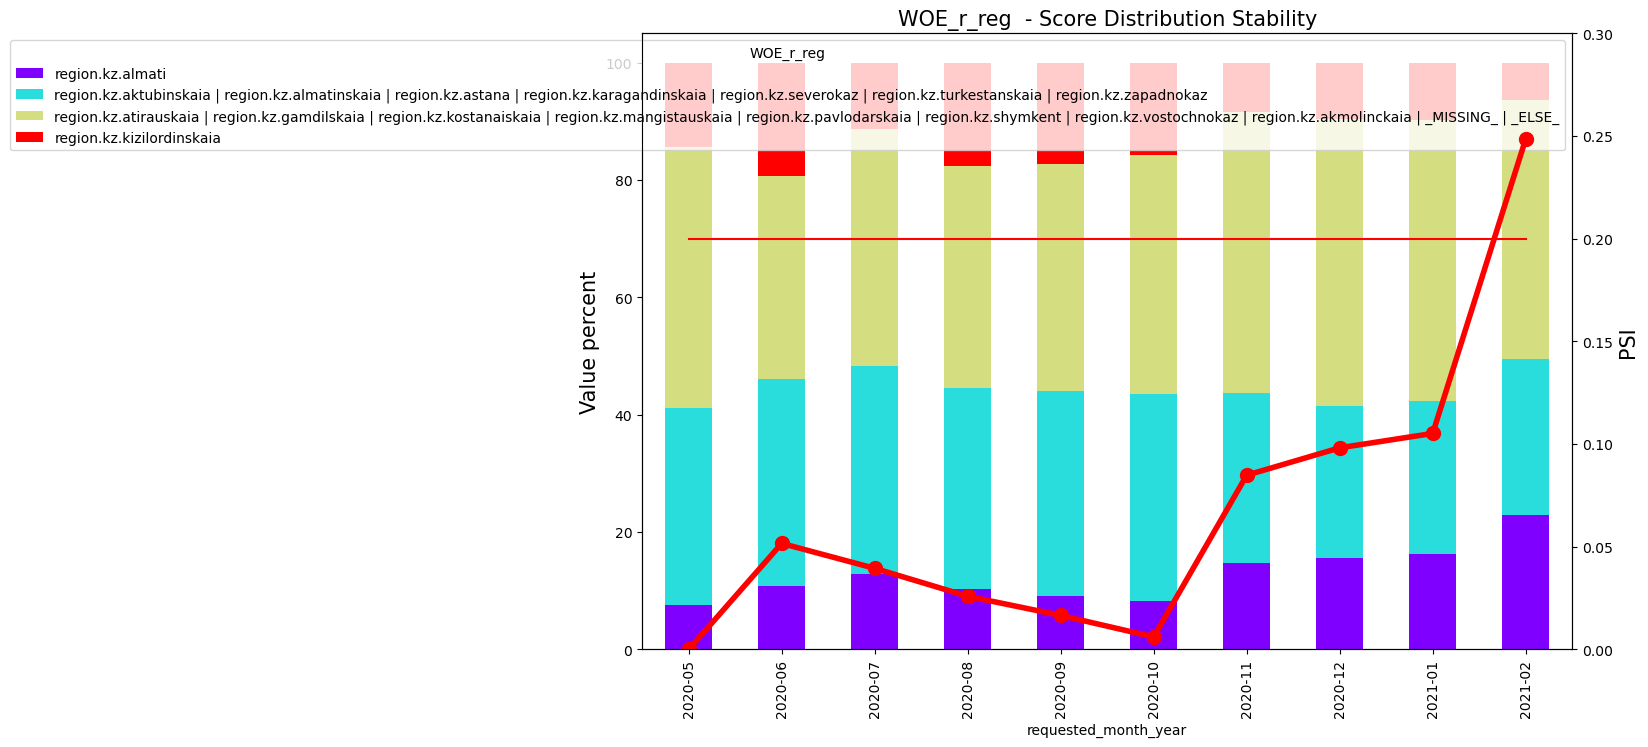 WOE_r_reg - Score Distribution Stability
WOE_r_reg
region.kz.almati
region.kz.aktubinskaia | region.kz.almatinskaia | region.kz.astana | region.kz.karagandinskaia | region.kz.severokaz | region.kz.turkestanskaia | region.kz.zapadnokaz
region.kz.atirauskaia | region.kz.gamdilskaia | region.kz.kostanaiskaia | region.kz.mangistauskaia | region.kz.pavlodarskaia | region.kz.shymkent | region.kz.vostochnokaz | region.kz.akmolinckaia | _MISSING_ | _ELSE_
region.kz.kizilordinskaia
Value percent
100
80
60
40
20
0
0.30
0.25
0.20
0.15
0.10
0.05
0.00
PSI
2020-05
2020-06
2020-07
2020-08
2020-09
2020-10
2020-11
2020-12
2021-01
2021-02
requested_month_year